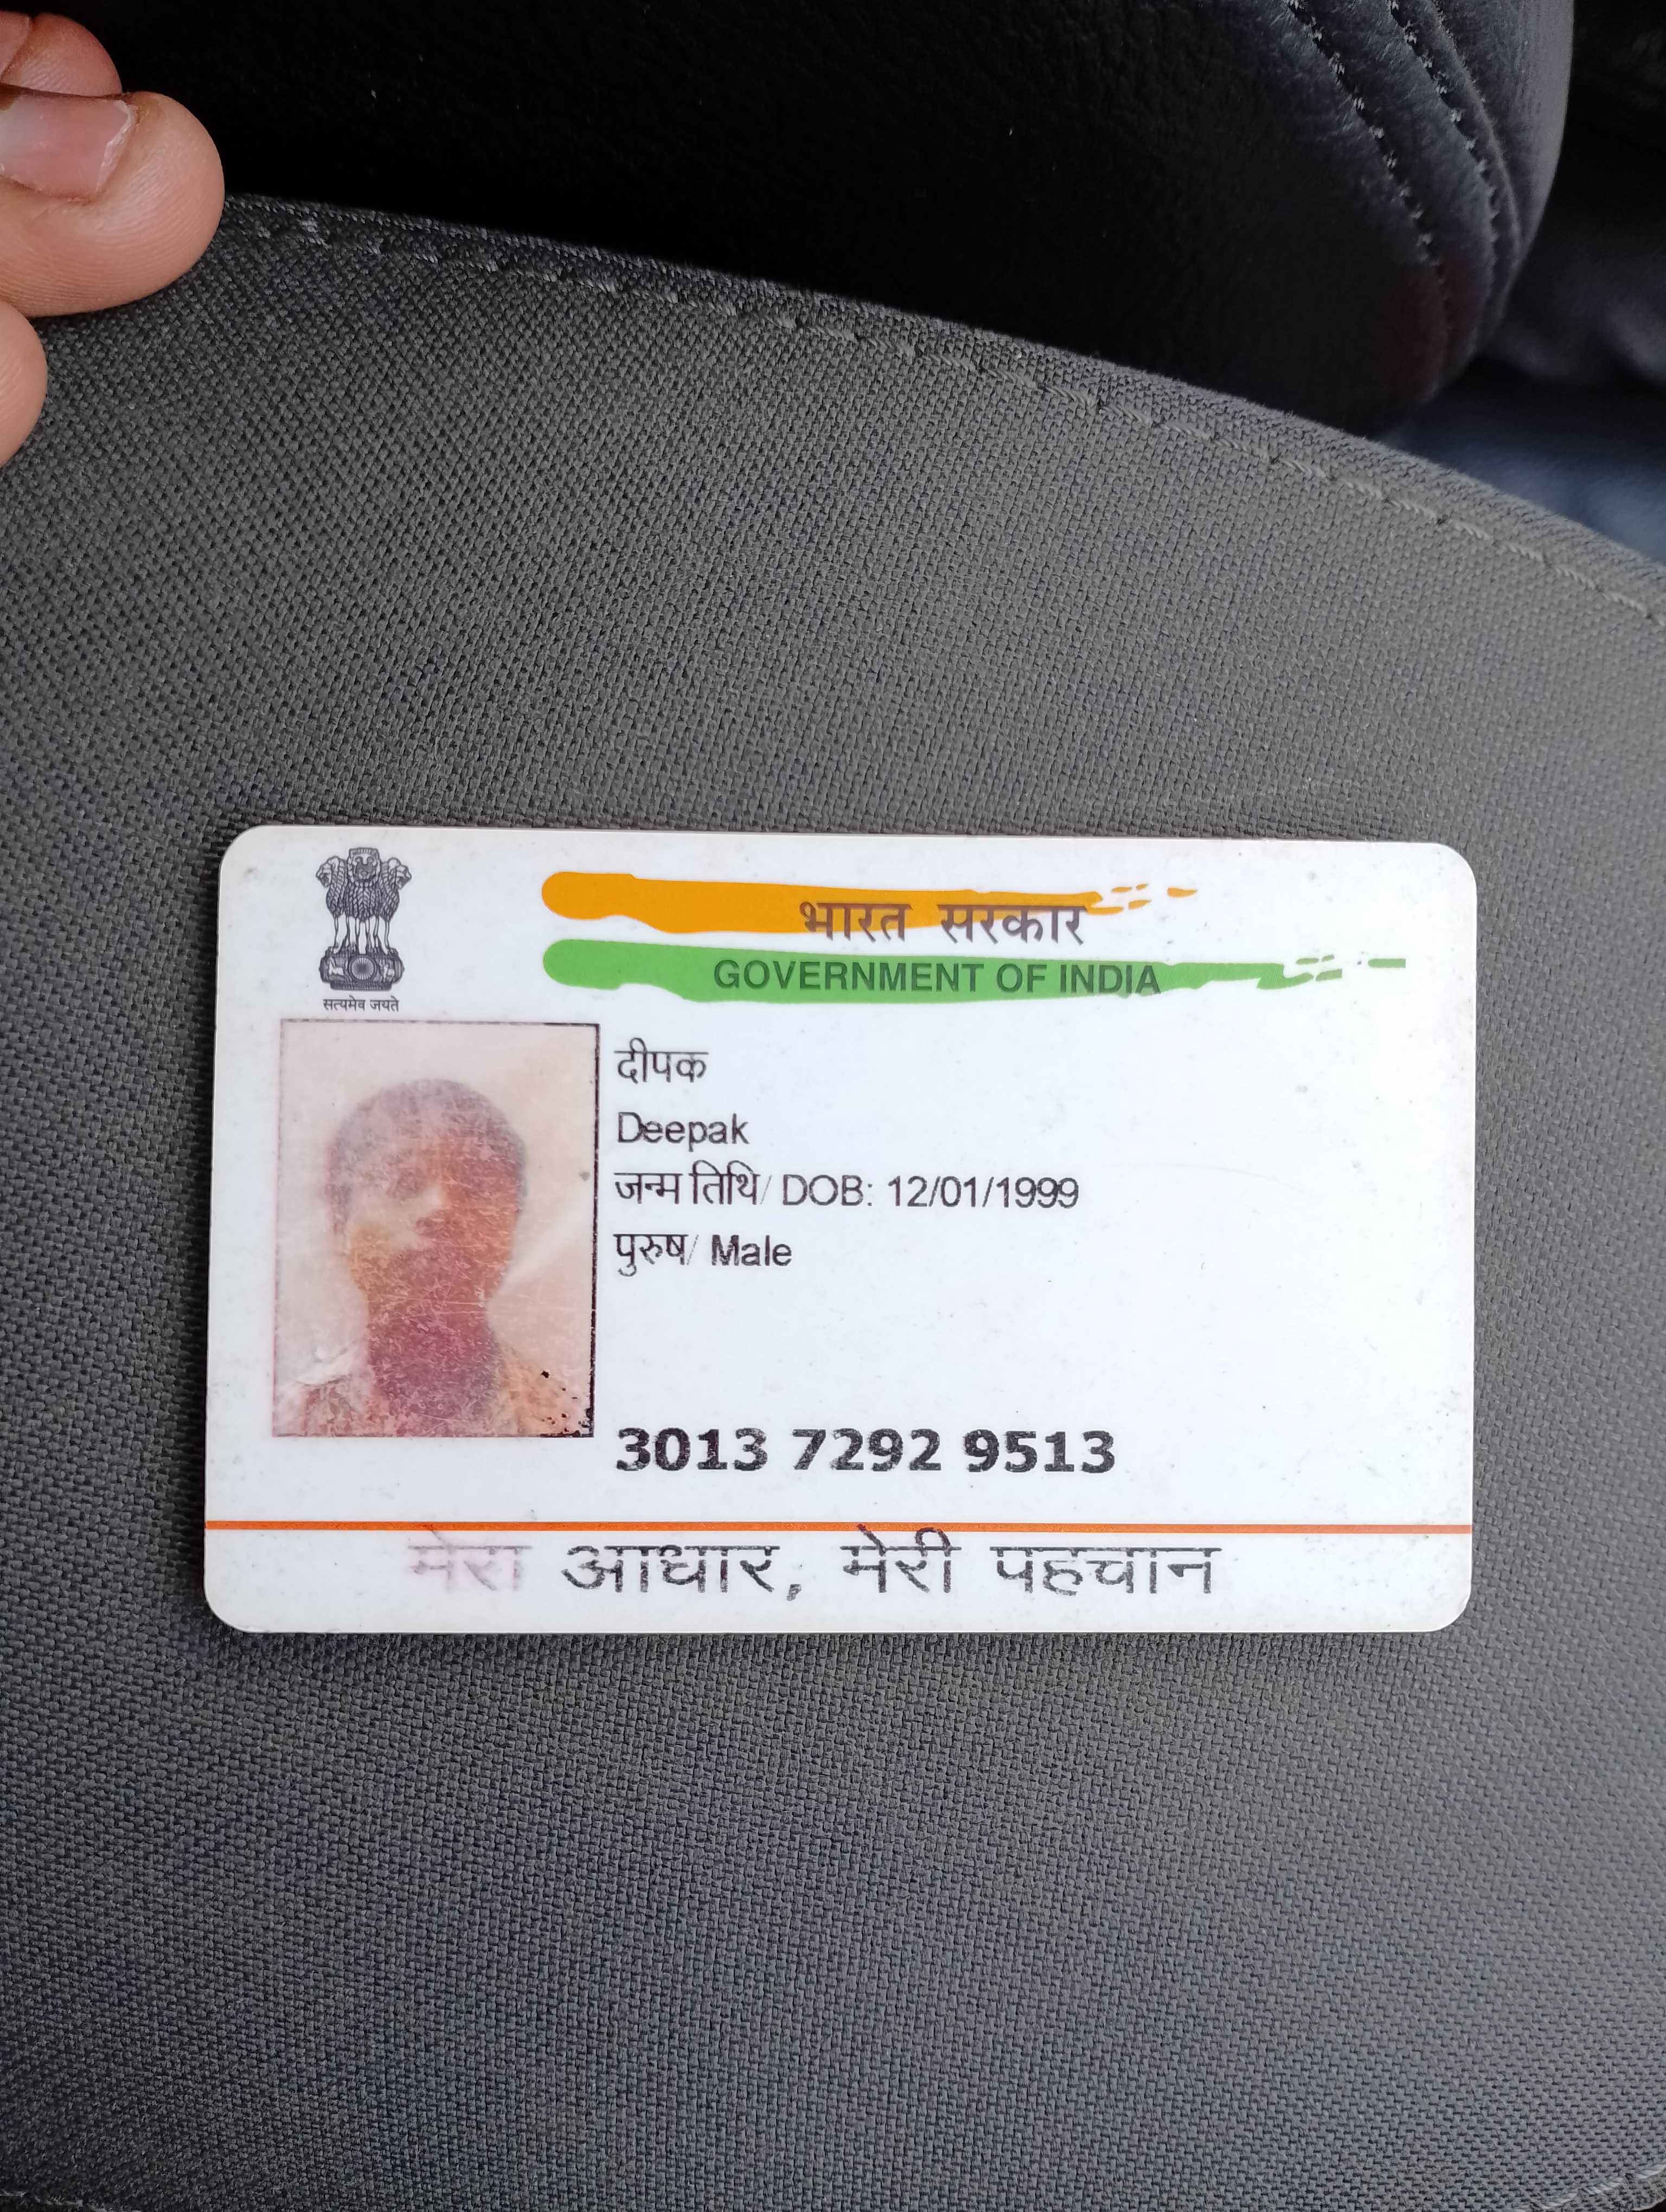 भारत सरकार
GOVERNMENT OF INDIA
सत्यमेव जयते
दीपक
Deepak
जन्म तिथि/ DOB: 12/01/1999
पुरुष/ Male
3013 7292 9513
मेरा आधार, मेरी पहचान